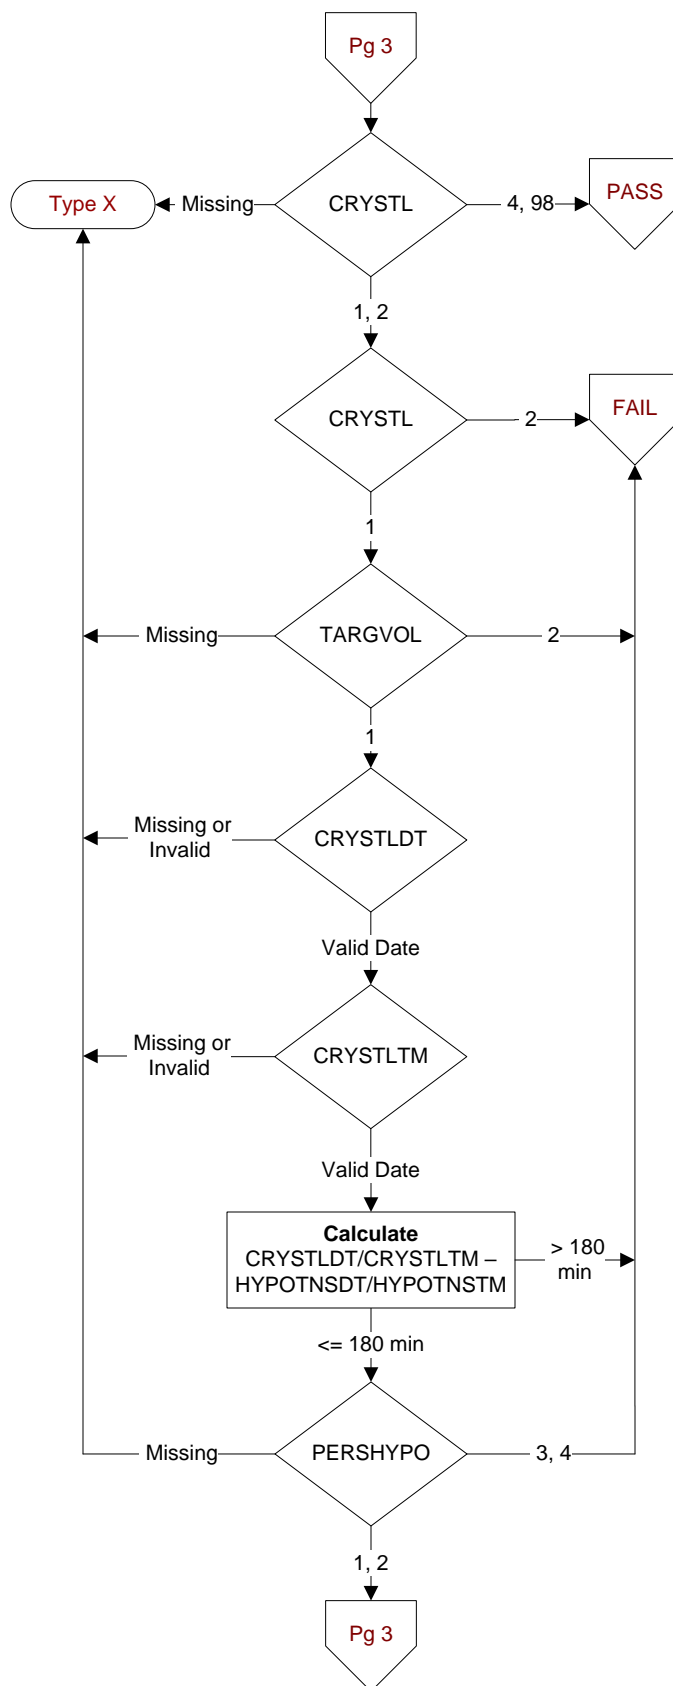 Pg 3
Type X
Missing
CRYSTL
4, 98
PASS
1, 2
CRYSTL
2
FAIL
1
Missing
TARGVOL
2
1
Missing or
Invalid
CRYSTLDT
Valid Date
Missing or
Invalid
CRYSTLTM
Valid Date
Calculate
CRYSTLDT/CRYSTLTM –
HYPOTNSDT/HYPOTNSTM
> 180
min
<= 180 min
Missing
PERSHYPO
3, 4
1, 2
Pg 3